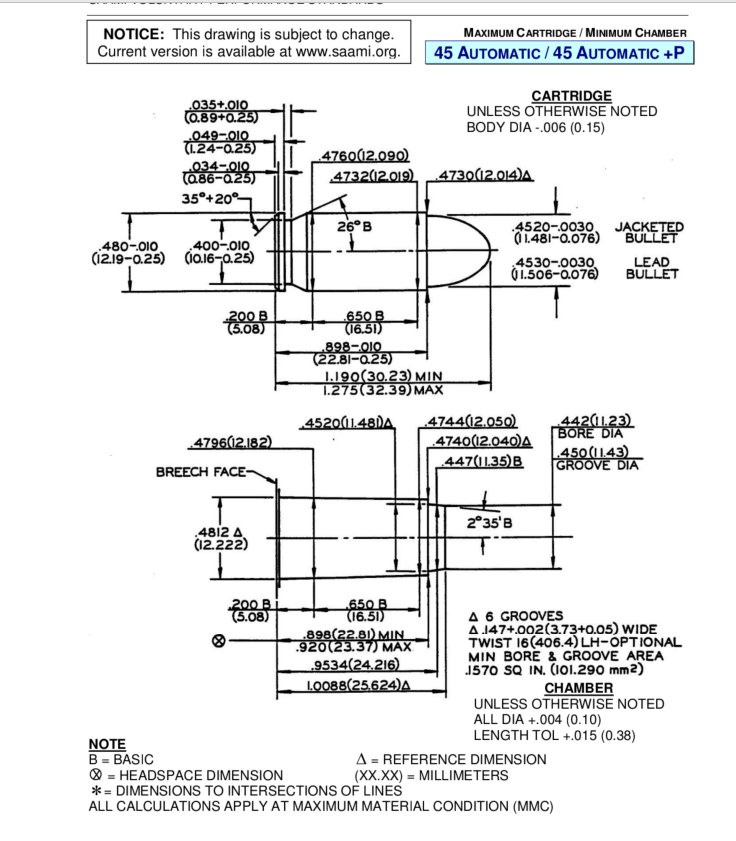 NOTICE: This drawing is subject to change.
Current version is available at www.saami.org.
MAXIMUM CARTRIDGE / MINIMUM CHAMBER
45 AUTOMATIC / 45 AUTOMATIC +P
CARTRIDGE
UNLESS OTHERWISE NOTED
BODY DIA -.006 (0.15)
.035+.010
(0.89+0.25)
.049-.010
(1.24-0.25)
.034-.010
(0.86-0.25)
35°+20°
.4760(12.090)
.4732(12.019)
.4730(12.014)Δ
26° B
.480-.010
(12.19-0.25)
.400-.010
(10.16-0.25)
.4520-.0030
(11.481-0.076)
JACKETED
BULLET
.4530-.0030
(11.506-0.076)
LEAD
BULLET
.200 B
(5.08)
.650 B
(16.51)
.898-.010
(22.81-0.25)
1.190(30.23) MIN
1.275(32.39) MAX
.4520(11.481)Δ
.4744(12.050)
.442(11.23)
BORE DIA
.4796(12.182)
.4740(12.040)Δ
.447(11.35)B
.450(11.43)
GROOVE DIA
BREECH FACE
.4812 Δ
(12.222)
2°35'B
.200 B
(5.08)
.650 B
(16.51)
⊗
.898(22.81) MIN
.920(23.37) MAX
.9534(24.216)
1.0088(25.624)Δ
Δ 6 GROOVES
Δ .147+.002(3.73+0.05) WIDE
TWIST 16(406.4) LH-OPTIONAL
MIN BORE & GROOVE AREA
.1570 SQ IN. (101.290 mm²)
CHAMBER
UNLESS OTHERWISE NOTED
ALL DIA +.004 (0.10)
LENGTH TOL +.015 (0.38)
NOTE
B = BASIC
Δ = REFERENCE DIMENSION
⊗ = HEADSPACE DIMENSION
(XX.XX) = MILLIMETERS
* = DIMENSIONS TO INTERSECTIONS OF LINES
ALL CALCULATIONS APPLY AT MAXIMUM MATERIAL CONDITION (MMC)